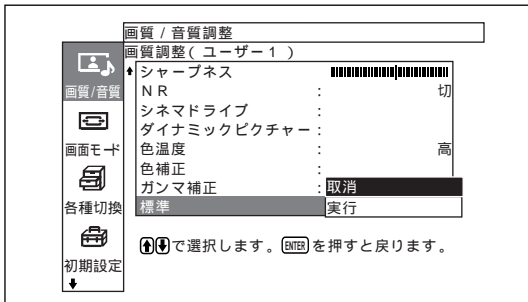 画質 / 音質調整
画質調整(ユーザー1)
シャープネス
NR : 切
シネマドライブ :
ダイナミックピクチャー :
色温度 : 高
色補正 :
ガンマ補正 : 取消
標準 実行
画質/音質
画面モード
各種切換
初期設定
で選択します。ENTERを押すと戻ります。